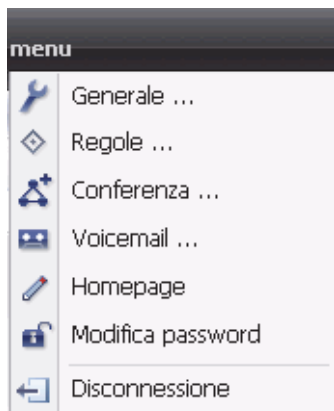 menu
Generale ...
Regole ...
Conferenza ...
Voicemail ...
Homepage
Modifica password
Disconnessione